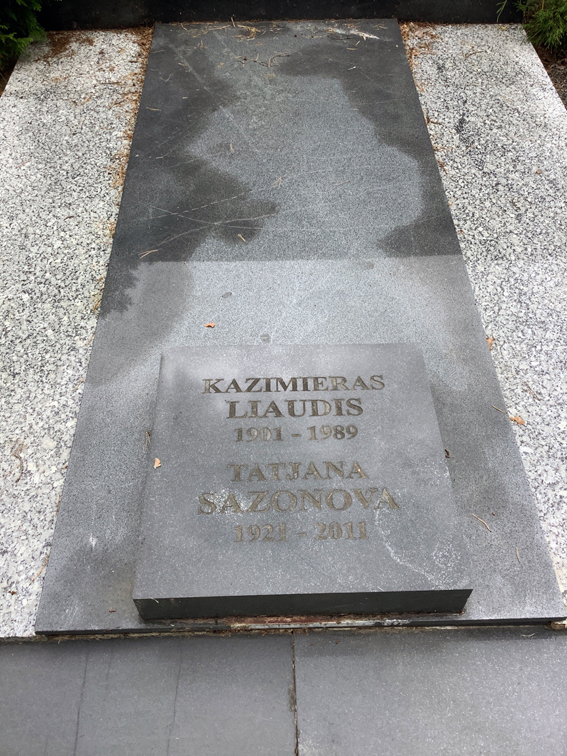 KAZIMIERAS
LIAUDIS
1901 – 1989
TATJANA
SAZONOVA
1921 – 2011